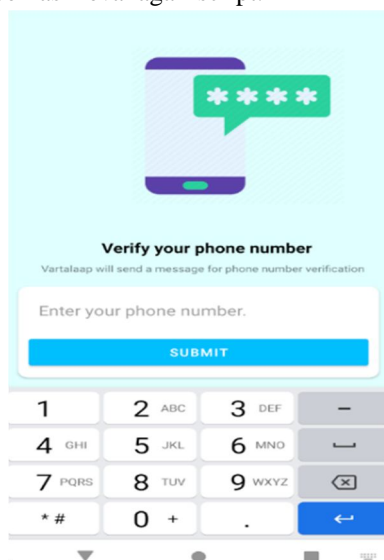 * * * *
Verify your phone number
Vartalaap will send a message for phone number verification
Enter your phone number.
SUBMIT
1 2 ABC 3 DEF –
4 GHI 5 JKL 6 MNO
7 PQRS 8 TUV 9 WXYZ
* # 0 + .